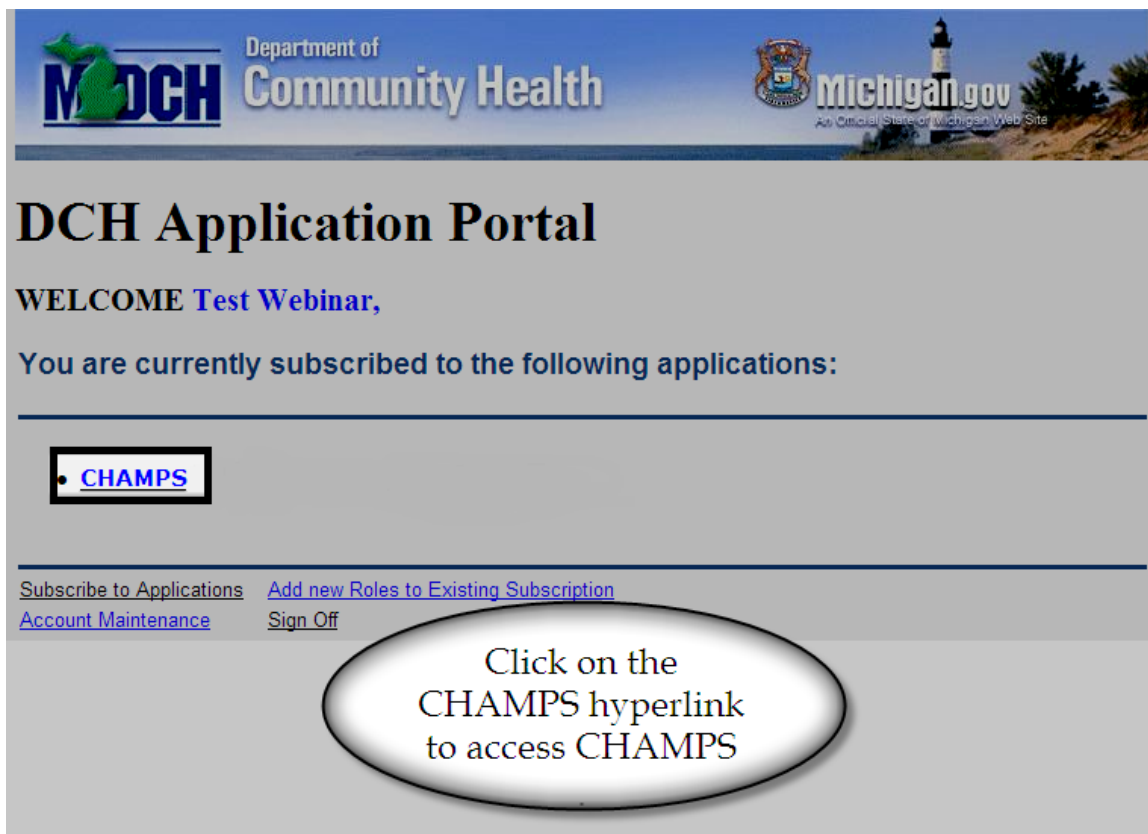 MDCH
Department of
Community Health
Michigan.gov
An Official State of Michigan Web Site
DCH Application Portal
WELCOME Test Webinar,
You are currently subscribed to the following applications:
• CHAMPS
Subscribe to Applications Add new Roles to Existing Subscription
Account Maintenance Sign Off
Click on the
CHAMPS hyperlink
to access CHAMPS